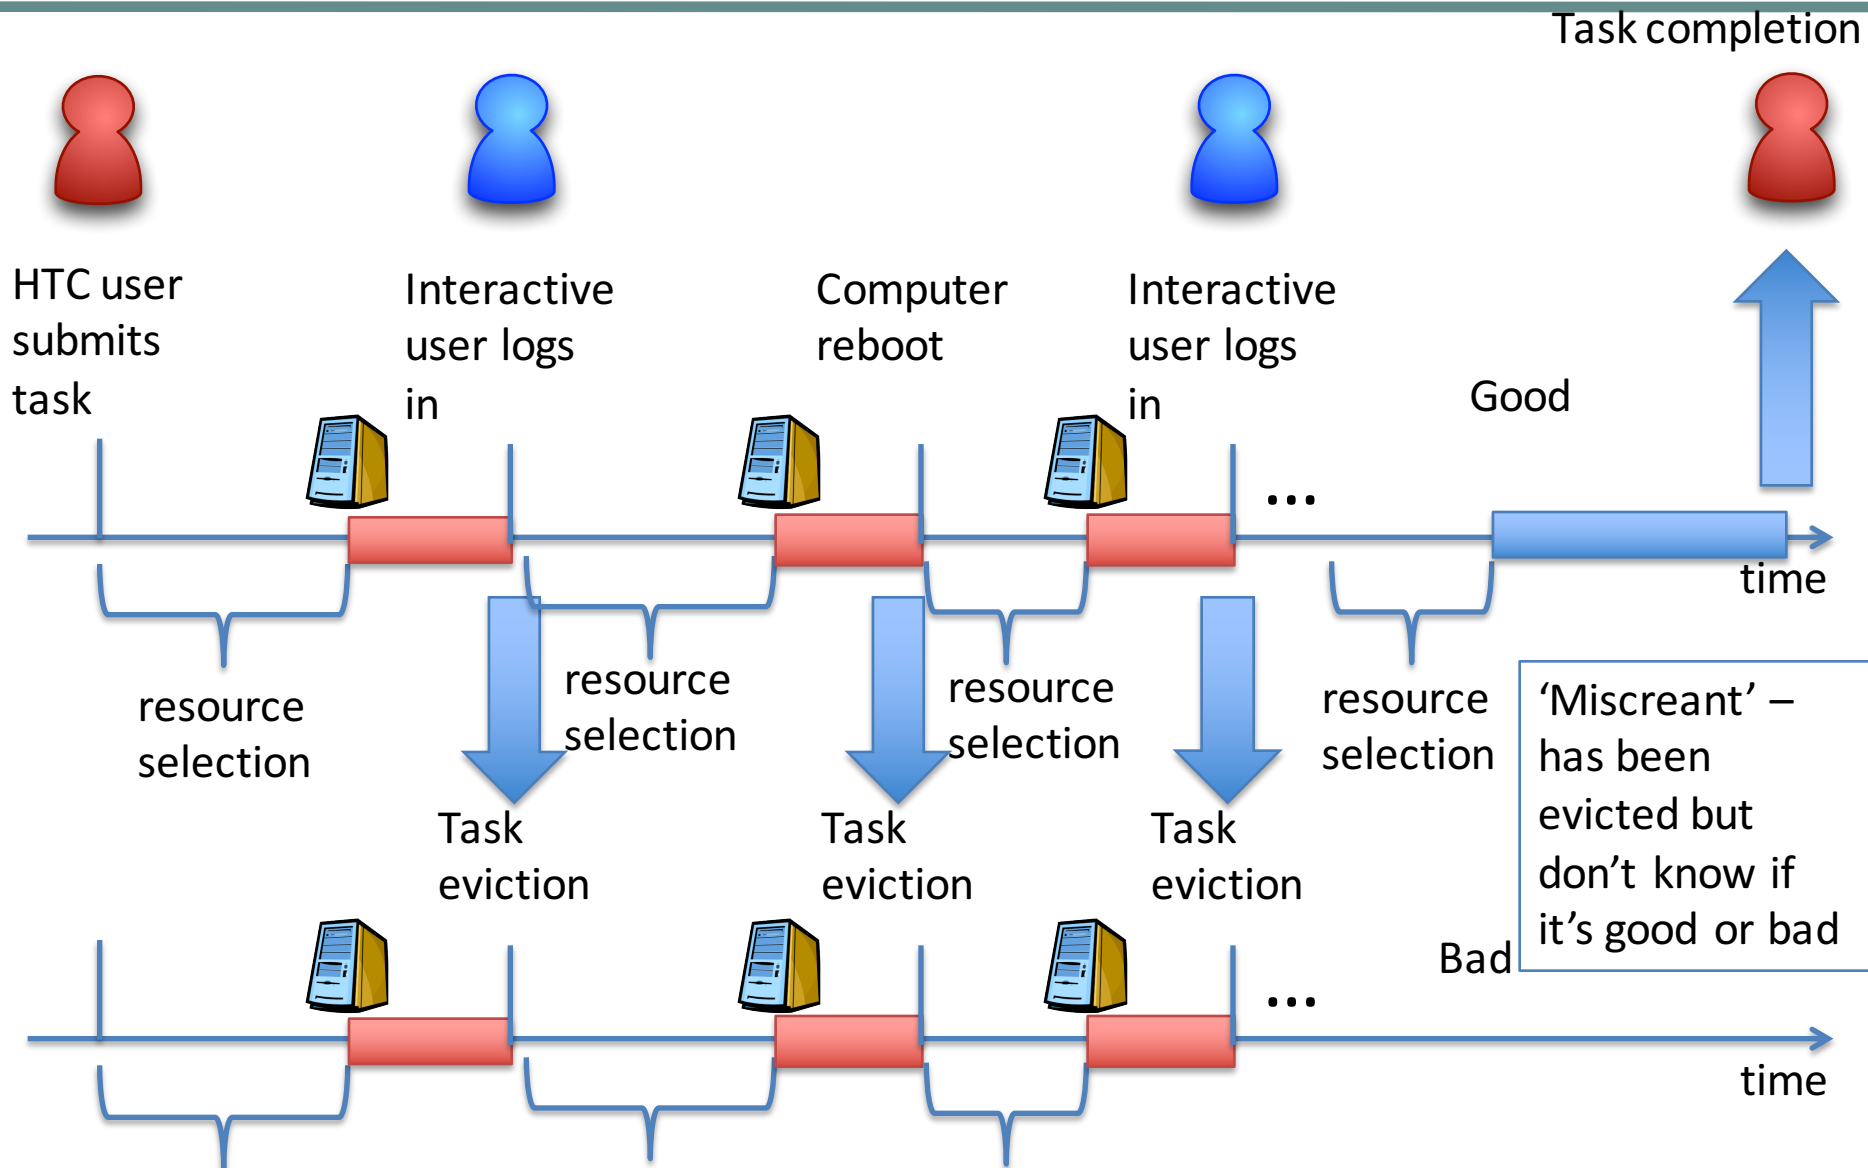 Task completion
HTC user
submits
task
Interactive
user logs
in
Computer
reboot
Interactive
user logs
in
Good
...
time
resource
selection
resource
selection
resource
selection
resource
selection
‘Miscreant’ –
has been
evicted but
don’t know if
it’s good or bad
Task
eviction
Task
eviction
Task
eviction
Bad
...
time